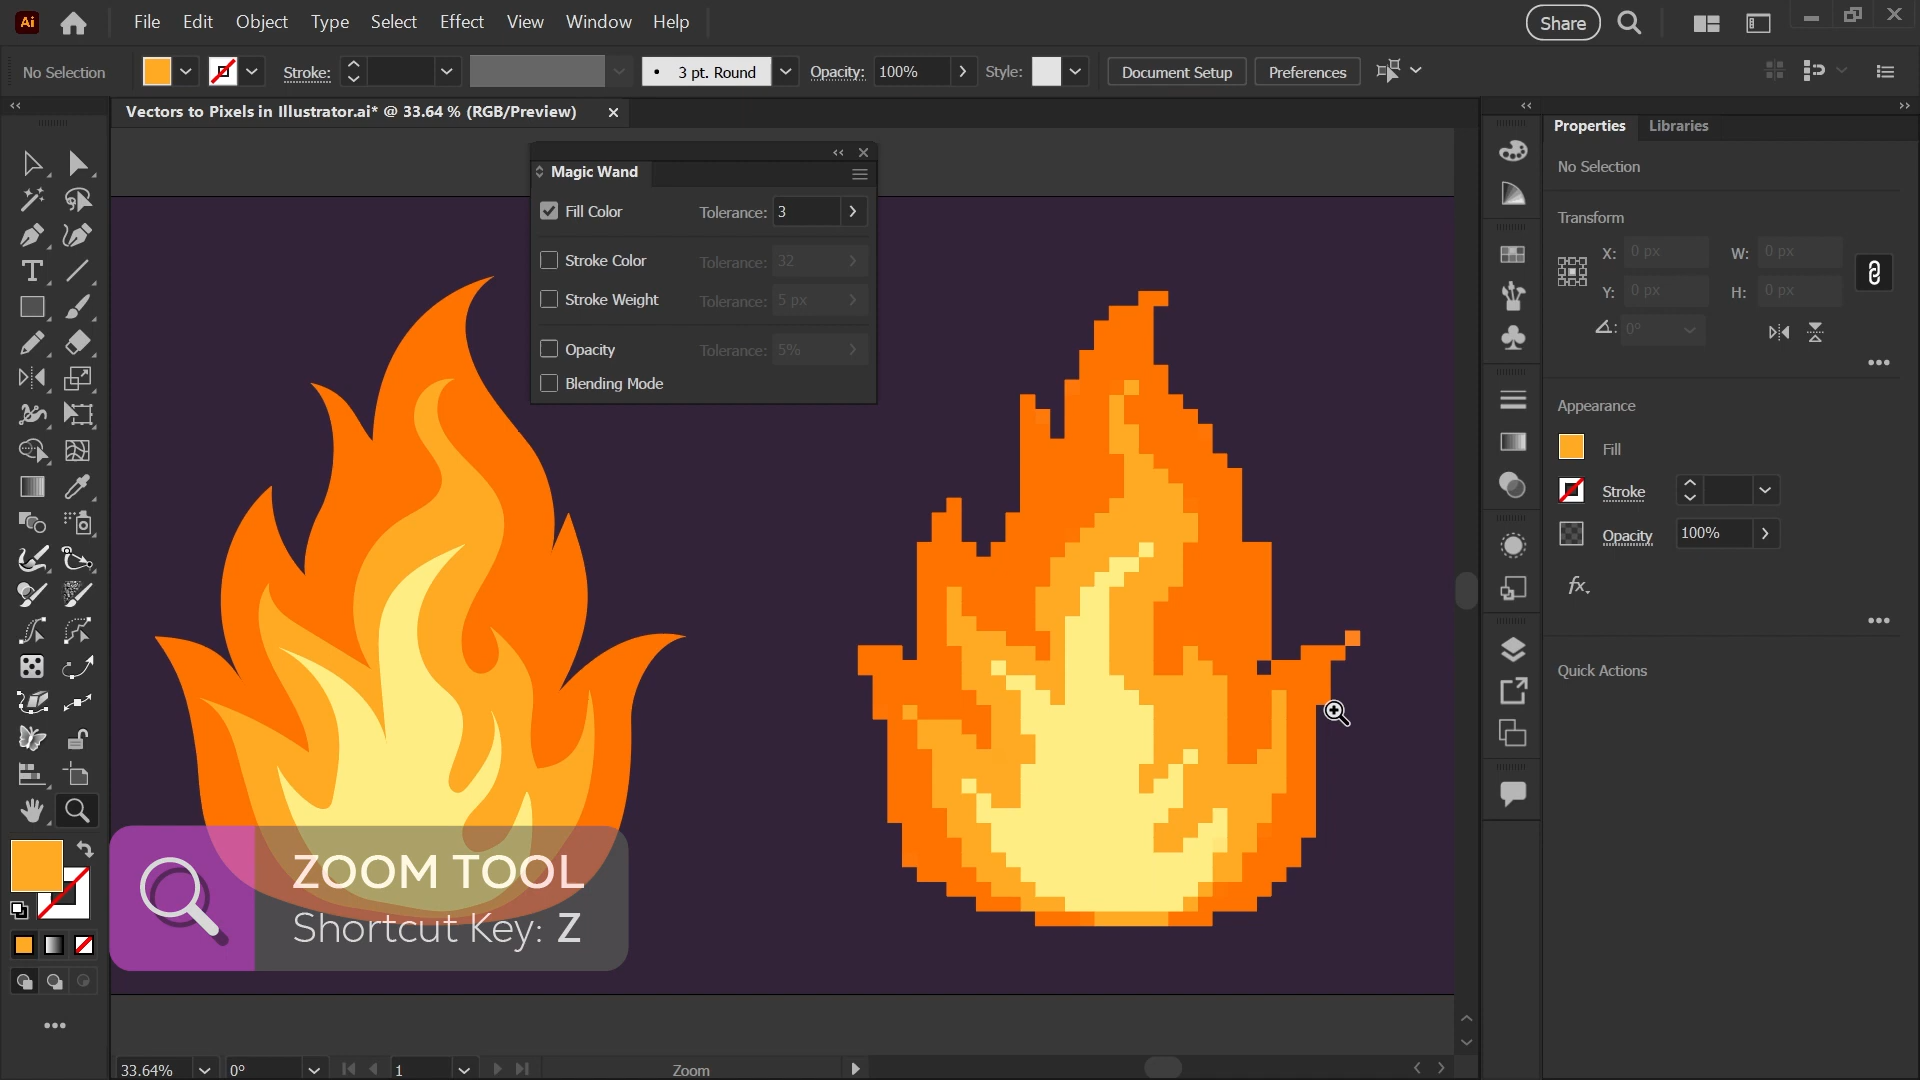 Ai
File Edit Object Type Select Effect View Window Help
Share
No Selection
Stroke:
3 pt. Round
Opacity: 100%
Style:
Document Setup
Preferences
Vectors to Pixels in Illustrator.ai* @ 33.64 % (RGB/Preview)
Magic Wand
Fill Color Tolerance: 3
Stroke Color Tolerance: 32
Stroke Weight Tolerance: 5 px
Opacity Tolerance: 5%
Blending Mode
Properties Libraries
No Selection
Transform
X: 0 px W: 0 px
Y: 0 px H: 0 px
0°
Appearance
Fill
Stroke
Opacity 100%
fx.
Quick Actions
ZOOM TOOL
Shortcut Key: Z
33.64% 0° 1 Zoom